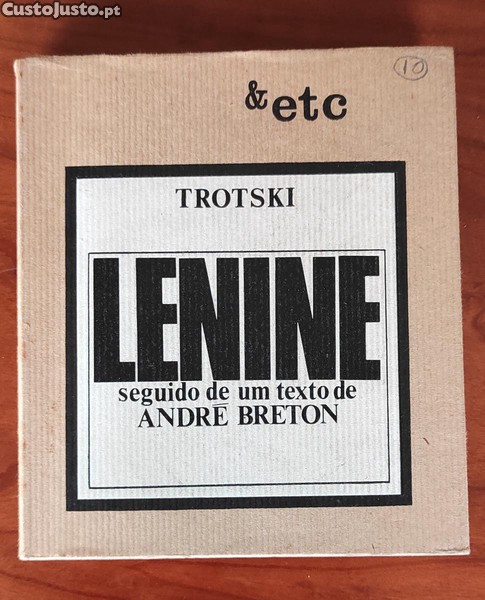 CustoJusto.pt
10
& etc
TROTSKI
LENINE
seguido de um texto de
ANDRÉ BRETON